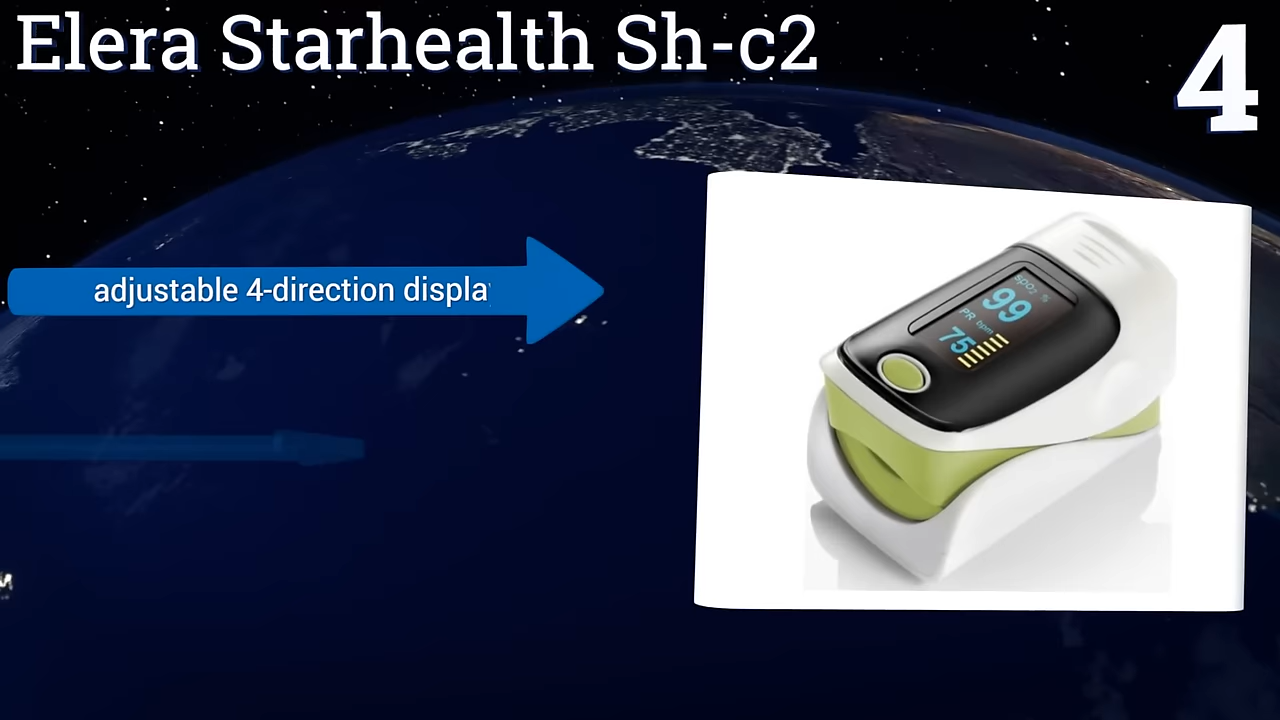 Elera Starhealth Sh-c2
4
adjustable 4-direction displa
SpO₂ %
99
PR bpm
75